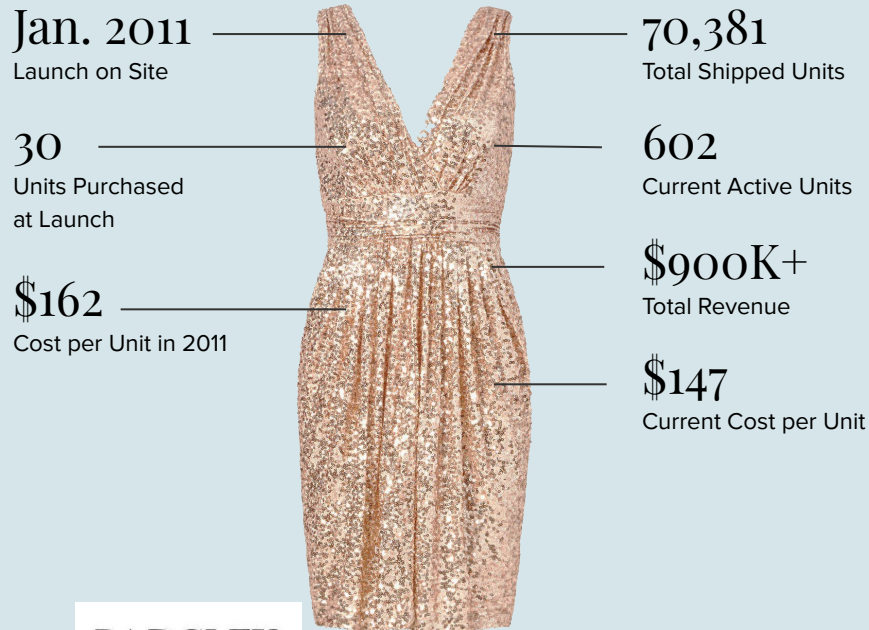 Jan. 2011
Launch on Site
30
Units Purchased
at Launch
$162
Cost per Unit in 2011
70,381
Total Shipped Units
602
Current Active Units
$900K+
Total Revenue
$147
Current Cost per Unit